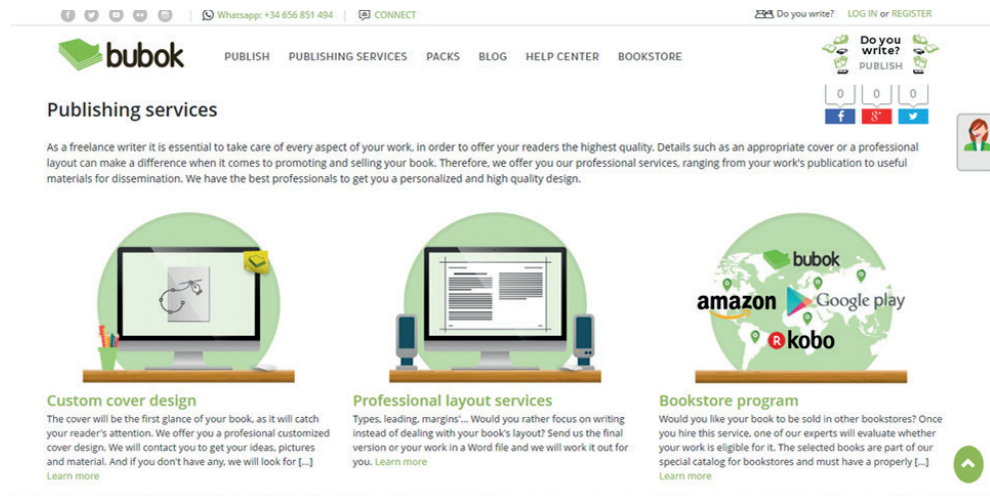 Whatsapp: +34 656 851 494
CONNECT
Do you write? LOG IN or REGISTER
bubok
PUBLISH PUBLISHING SERVICES PACKS BLOG HELP CENTER BOOKSTORE
Do you
write?
PUBLISH
0 0 0
f g+
Publishing services
As a freelance writer it is essential to take care of every aspect of your work, in order to offer your readers the highest quality. Details such as an appropriate cover or a professional
layout can make a difference when it comes to promoting and selling your book. Therefore, we offer you our professional services, ranging from your work's publication to useful
materials for dissemination. We have the best professionals to get you a personalized and high quality design.
bubok
amazon Google play
R kobo
Custom cover design
The cover will be the first glance of your book, as it will catch
your reader's attention. We offer you a profesional customized
cover design. We will contact you to get your ideas, pictures
and material. And if you don't have any, we will look for [...]
Learn more
Professional layout services
Types, leading, margins'... Would you rather focus on writing
instead of dealing with your book's layout? Send us the final
version or your work in a Word file and we will work it out for
you. Learn more
Bookstore program
Would you like your book to be sold in other bookstores? Once
you hire this service, one of our experts will evaluate whether
your work is eligible for it. The selected books are part of our
special catalog for bookstores and must have a properly [...]
Learn more